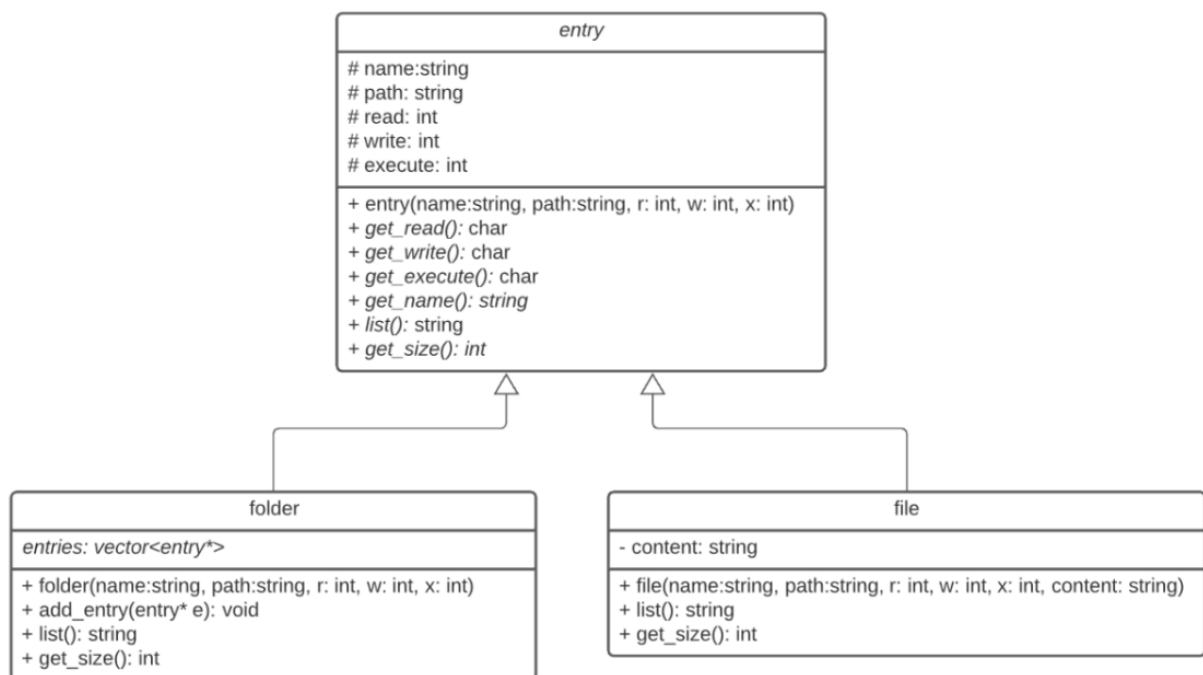 entry
# name:string
# path: string
# read: int
# write: int
# execute: int
+ entry(name:string, path:string, r: int, w: int, x: int)
+ get_read(): char
+ get_write(): char
+ get_execute(): char
+ get_name(): string
+ list(): string
+ get_size(): int
folder
entries: vector<entry*>
+ folder(name:string, path:string, r: int, w: int, x: int)
+ add_entry(entry* e): void
+ list(): string
+ get_size(): int
file
- content: string
+ file(name:string, path:string, r: int, w: int, x: int, content: string)
+ list(): string
+ get_size(): int